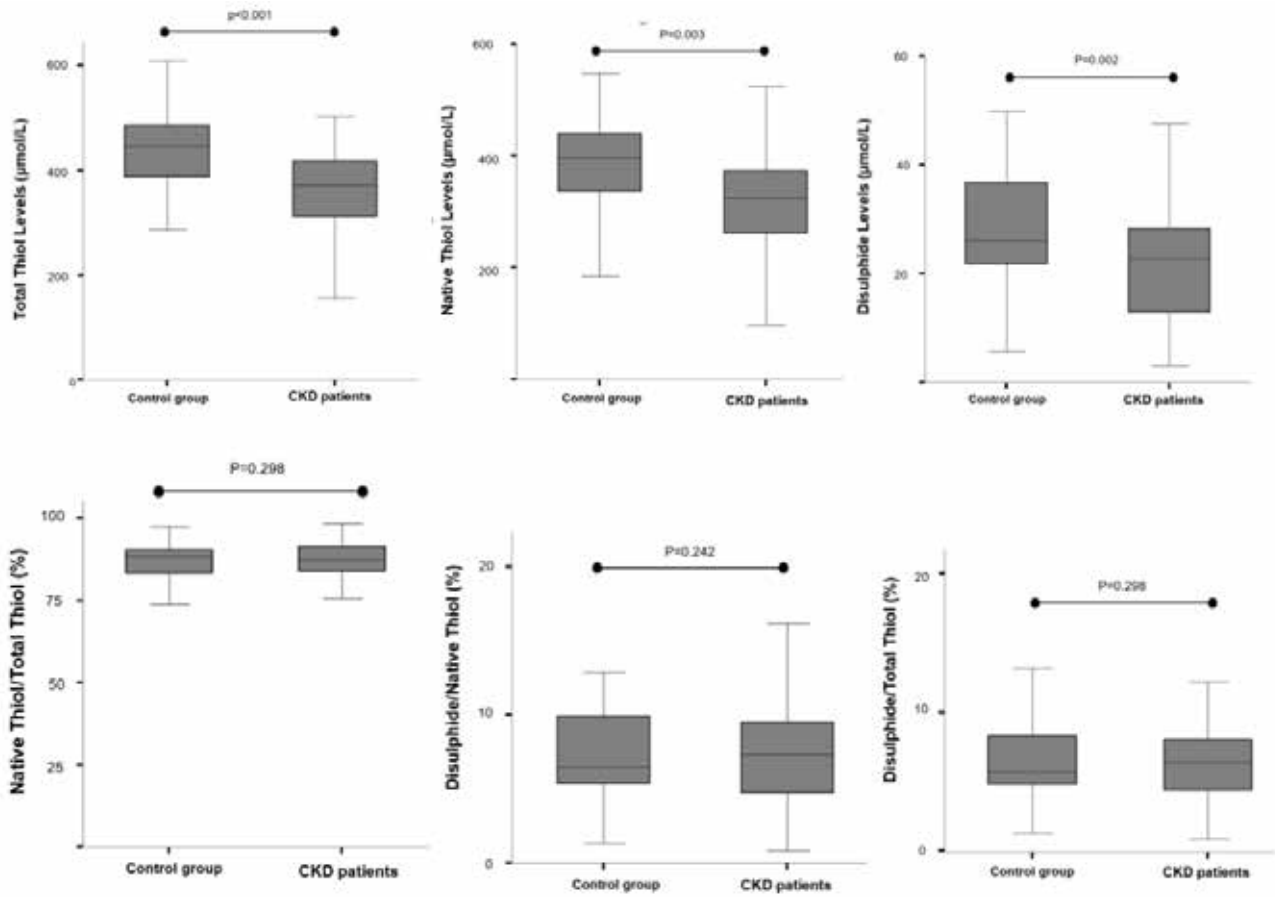 p<0.001
Total Thiol Levels (µmol/L)
600
400
200
0
Control group
CKD patients
P=0.003
Native Thiol Levels (µmol/L)
600
400
200
Control group
CKD patients
P=0.002
Disulphide Levels (µmol/L)
60
40
20
Control group
CKD patients
P=0.298
Native Thiol/Total Thiol (%)
100
75
50
25
Control group
CKD patients
P=0.242
Disulphide/Native Thiol (%)
20
10
0
Control group
CKD patients
P=0.298
Disulphide/Total Thiol (%)
20
10
0
Control group
CKD patients